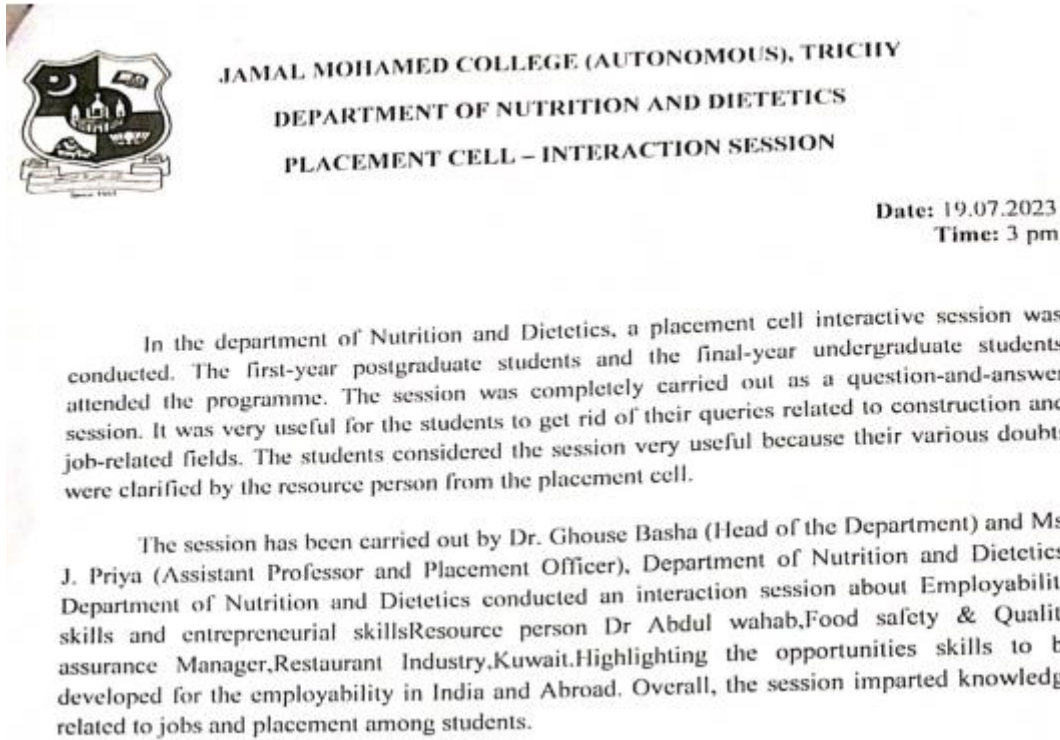 JAMAL MOHAMED COLLEGE (AUTONOMOUS), TRICHY
DEPARTMENT OF NUTRITION AND DIETETICS
PLACEMENT CELL – INTERACTION SESSION
Date: 19.07.2023
Time: 3 pm
In the department of Nutrition and Dietetics, a placement cell interactive session was
conducted. The first-year postgraduate students and the final-year undergraduate students
attended the programme. The session was completely carried out as a question-and-answer
session. It was very useful for the students to get rid of their queries related to construction and
job-related fields. The students considered the session very useful because their various doubts
were clarified by the resource person from the placement cell.
The session has been carried out by Dr. Ghouse Basha (Head of the Department) and Ms
J. Priya (Assistant Professor and Placement Officer), Department of Nutrition and Dietetics
Department of Nutrition and Dietetics conducted an interaction session about Employabilit
skills and entrepreneurial skillsResource person Dr Abdul wahab,Food safety & Qualit
assurance Manager,Restaurant Industry,Kuwait.Highlighting the opportunities skills to b
developed for the employability in India and Abroad. Overall, the session imparted knowledg
related to jobs and placement among students.